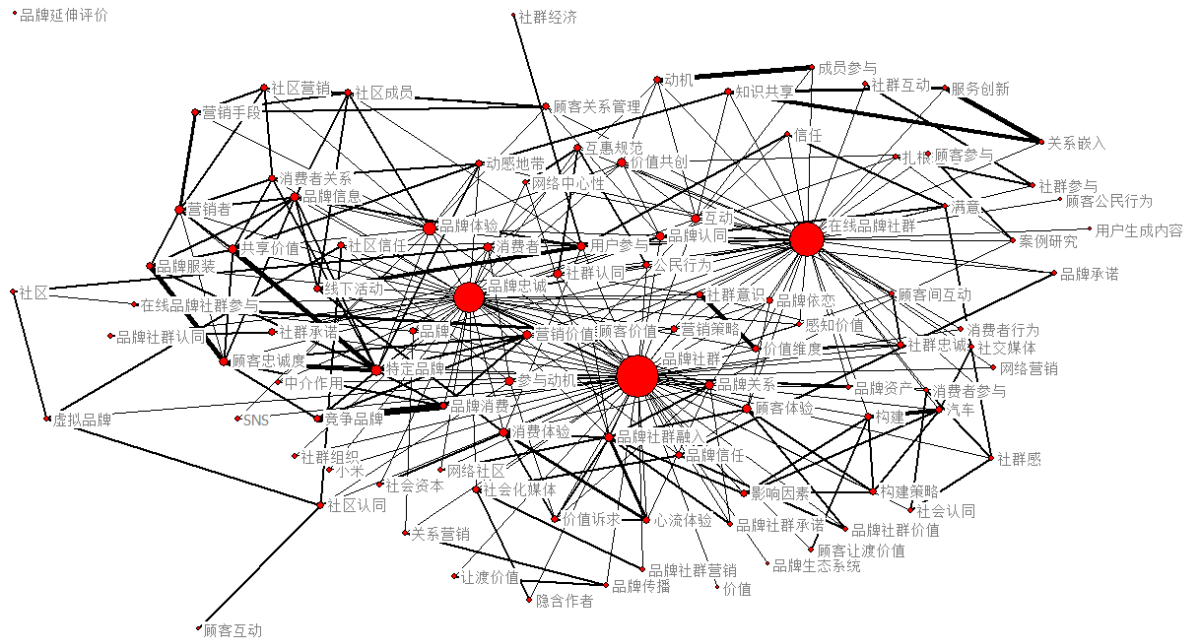 品牌延伸评价
社群经济
动机
成员参与
社区营销
社区成员
知识共享
社群互动
服务创新
营销手段
顾客关系管理
信任
关系嵌入
互惠规范
动感地带
价值共创
扎根
顾客参与
消费者关系
网络中心性
社群参与
品牌信息
顾客公民行为
营销者
满意
互动
品牌体验
在线品牌社群
用户生成内容
品牌认同
案例研究
共享价值
社区信任
消费者
用户参与
品牌服装
公民行为
社群认同
品牌承诺
线下活动
品牌忠诚
社区
社群意识
顾客间互动
在线品牌社群参与
品牌依恋
感知价值
品牌社群认同
社群承诺
品牌
营销价值
顾客价值
营销策略
消费者行为
价值维度
社群忠诚
社交媒体
顾客忠诚度
特定品牌
品牌社群
网络营销
中介作用
参与动机
品牌关系
品牌资产
消费者参与
虚拟品牌
SNS
竞争品牌
品牌消费
顾客体验
构建
汽车
消费体验
品牌社群融入
社群组织
品牌信任
社群感
小米
网络社区
社会资本
社会化媒体
影响因素
构建策略
社区认同
社会认同
价值诉求
心流体验
品牌社群承诺
品牌社群价值
关系营销
顾客让渡价值
品牌生态系统
让渡价值
品牌社群营销
品牌传播
价值
隐含作者
顾客互动